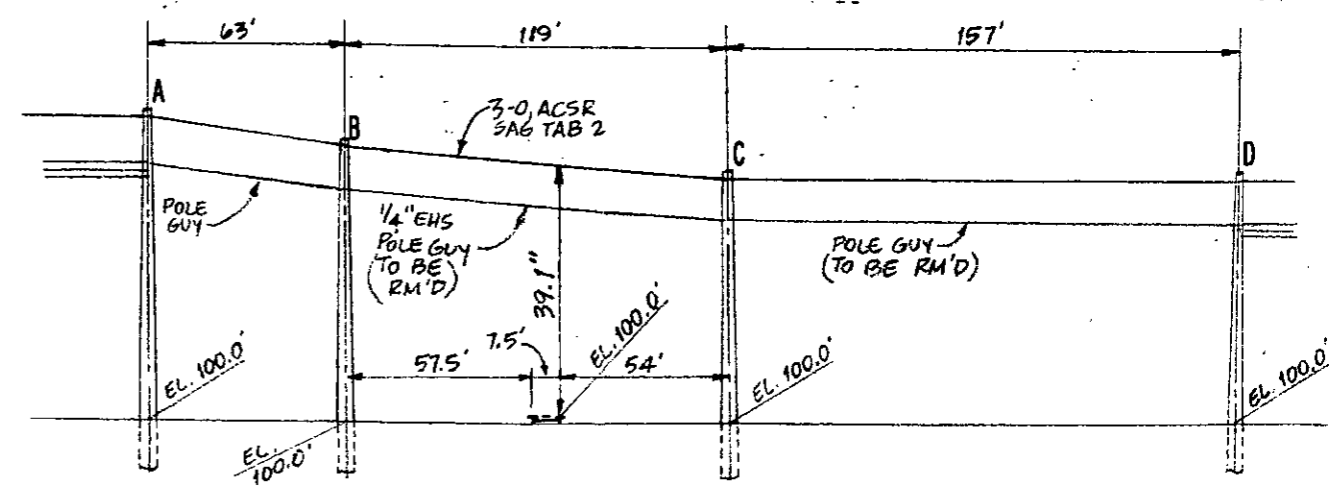 63'
119'
157'
A
B
C
D
3-0, ACSR
SAG TAB 2
POLE
GUY
1/4" EHS
POLE GUY
(TO BE
RM'D)
POLE GUY
(TO BE RM'D)
39.1"
7.5'
57.5'
54'
EL. 100.0'
EL. 100.0'
EL.
100.0'
EL. 100.0'
EL. 100.0'